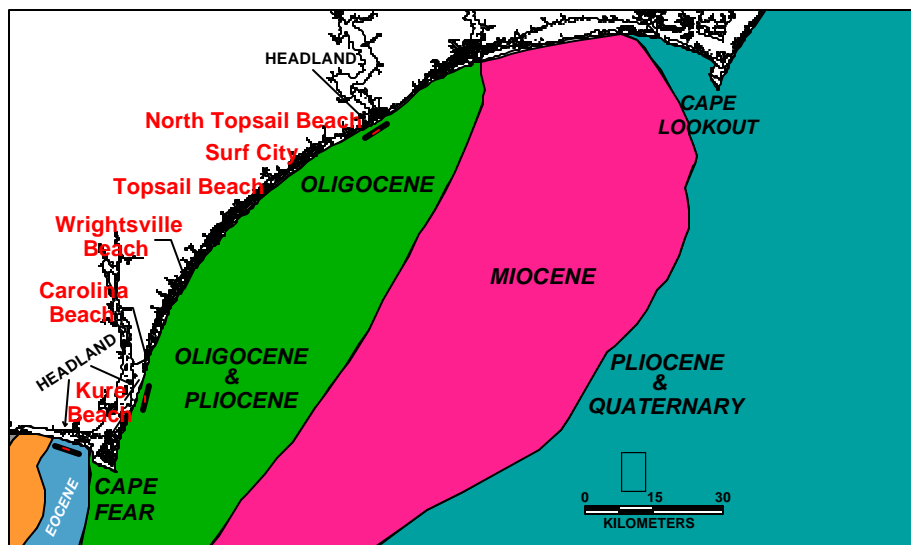 HEADLAND
North Topsail Beach
Surf City
Topsail Beach
Wrightsville
Beach
Carolina
Beach
HEADLAND
Kure
Beach
CAPE
LOOKOUT
OLIGOCENE
MIOCENE
OLIGOCENE
&
PLIOCENE
PLIOCENE
&
QUATERNARY
EOCENE
CAPE
FEAR
0 15 30
KILOMETERS